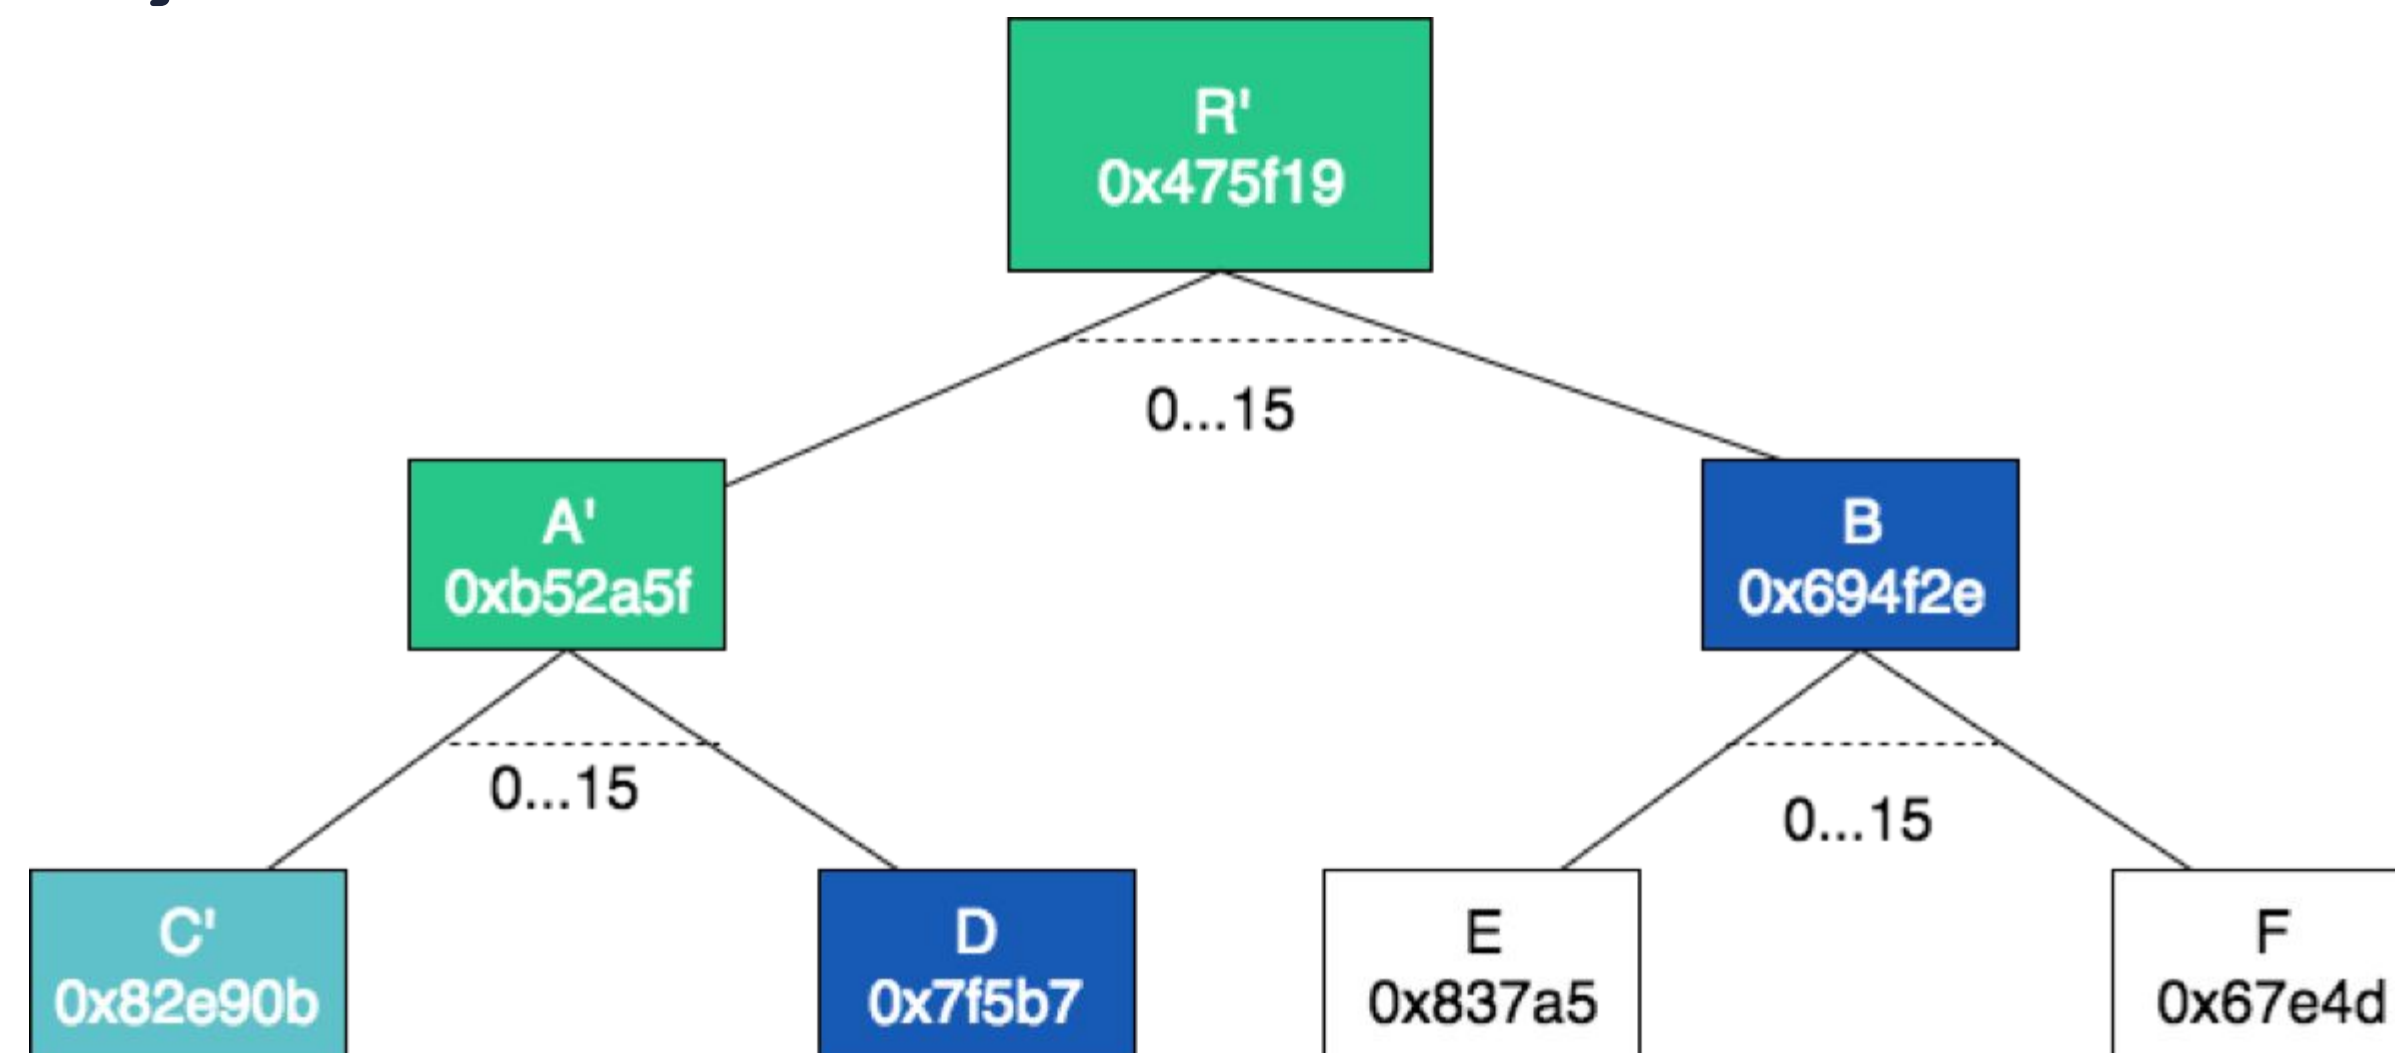 R'
0x475f19
0...15
A'
0xb52a5f
B
0x694f2e
0...15
0...15
C'
0x82e90b
D
0x7f5b7
E
0x837a5
F
0x67e4d